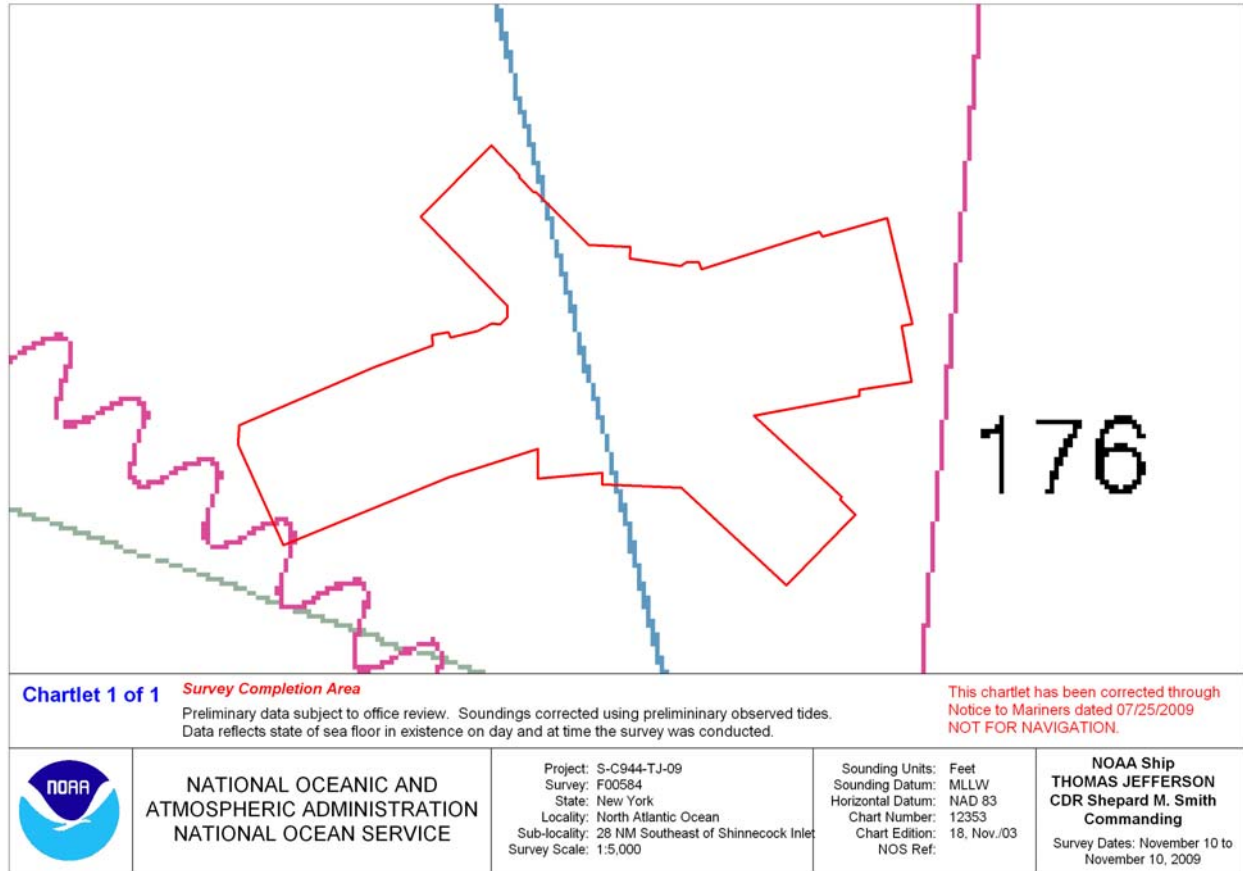 176
Chartlet 1 of 1
Survey Completion Area
Preliminary data subject to office review. Soundings corrected using prelimininary observed tides.
Data reflects state of sea floor in existence on day and at time the survey was conducted.
This chartlet has been corrected through
Notice to Mariners dated 07/25/2009
NOT FOR NAVIGATION.
NOAA
NATIONAL OCEANIC AND
ATMOSPHERIC ADMINISTRATION
NATIONAL OCEAN SERVICE
Project: S-C944-TJ-09
Survey: F00584
State: New York
Locality: North Atlantic Ocean
Sub-locality: 28 NM Southeast of Shinnecock Inlet
Survey Scale: 1:5,000
Sounding Units: Feet
Sounding Datum: MLLW
Horizontal Datum: NAD 83
Chart Number: 12353
Chart Edition: 18, Nov./03
NOS Ref:
NOAA Ship
THOMAS JEFFERSON
CDR Shepard M. Smith
Commanding
Survey Dates: November 10 to
November 10, 2009